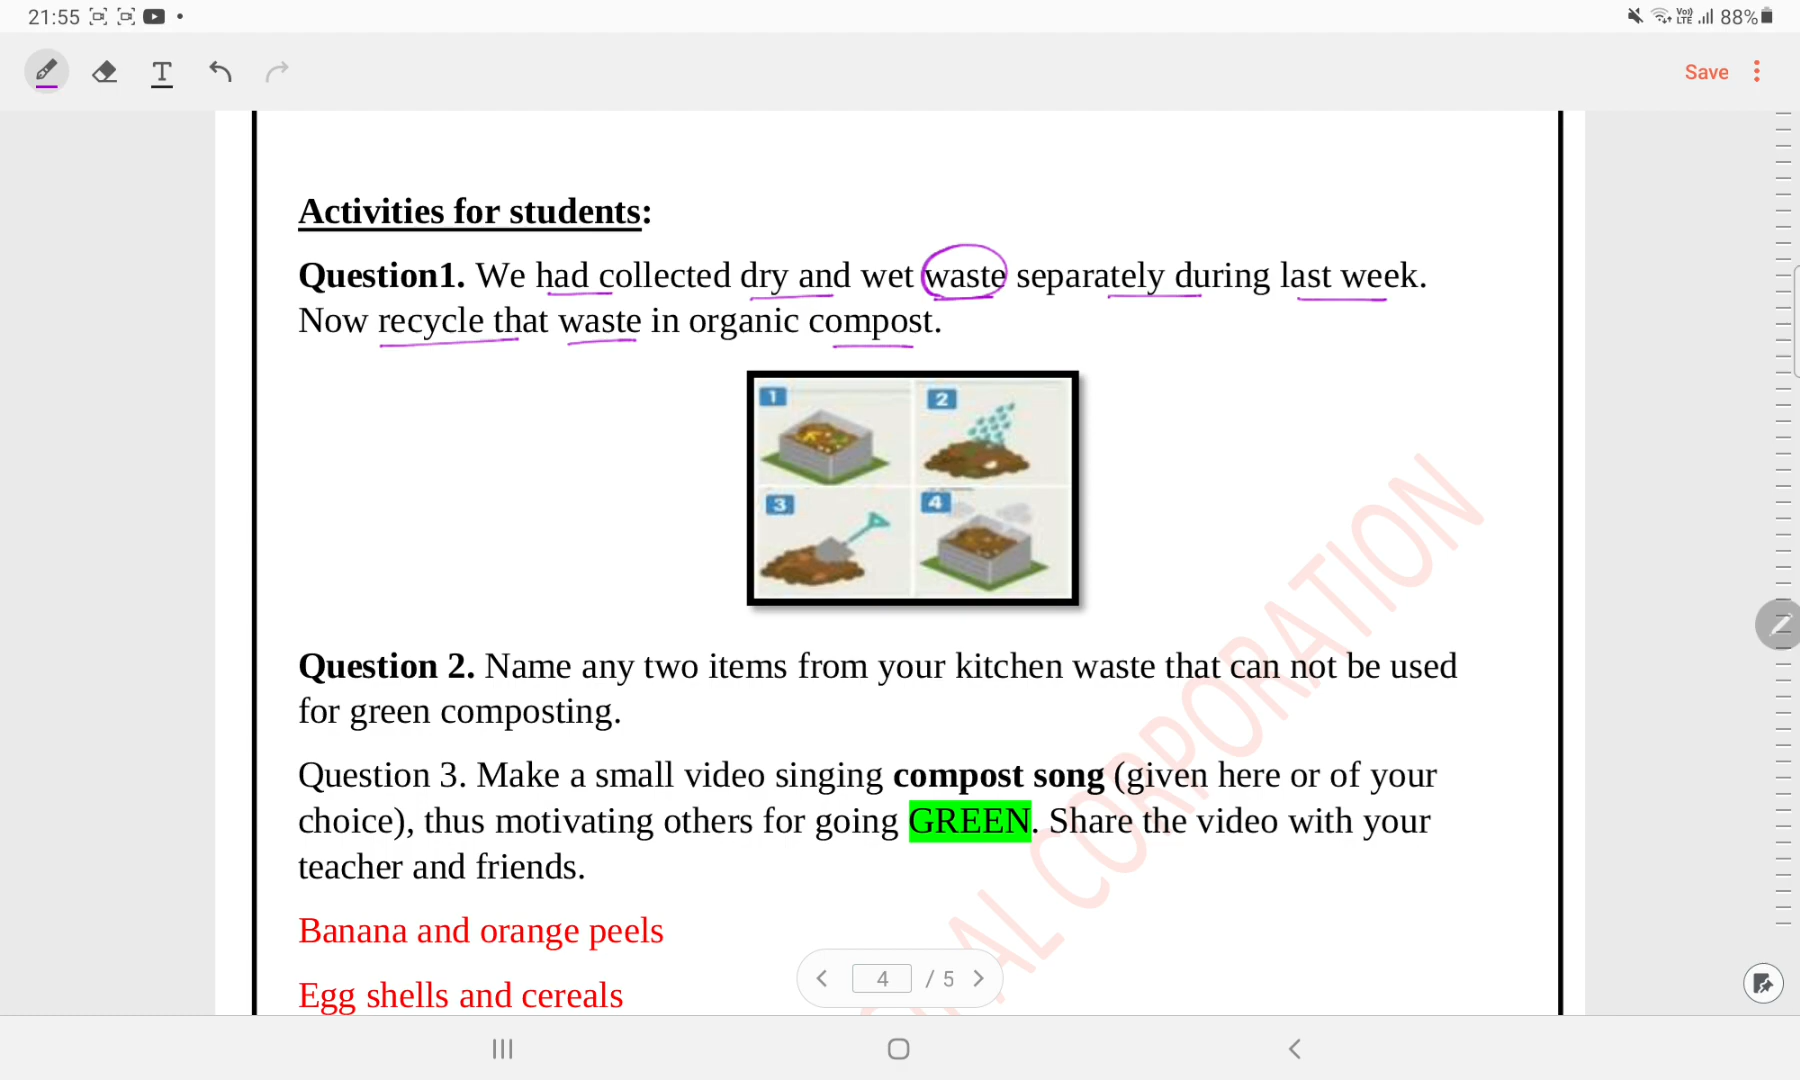 21:55
Vo))
LTE
88%
T
Save
Activities for students:
Question1. We had collected dry and wet waste separately during last week.
Now recycle that waste in organic compost.
1
2
3
4
Question 2. Name any two items from your kitchen waste that can not be used
for green composting.
Question 3. Make a small video singing compost song (given here or of your
choice), thus motivating others for going GREEN. Share the video with your
teacher and friends.
Banana and orange peels
Egg shells and cereals
4 / 5
AL CORPORATION